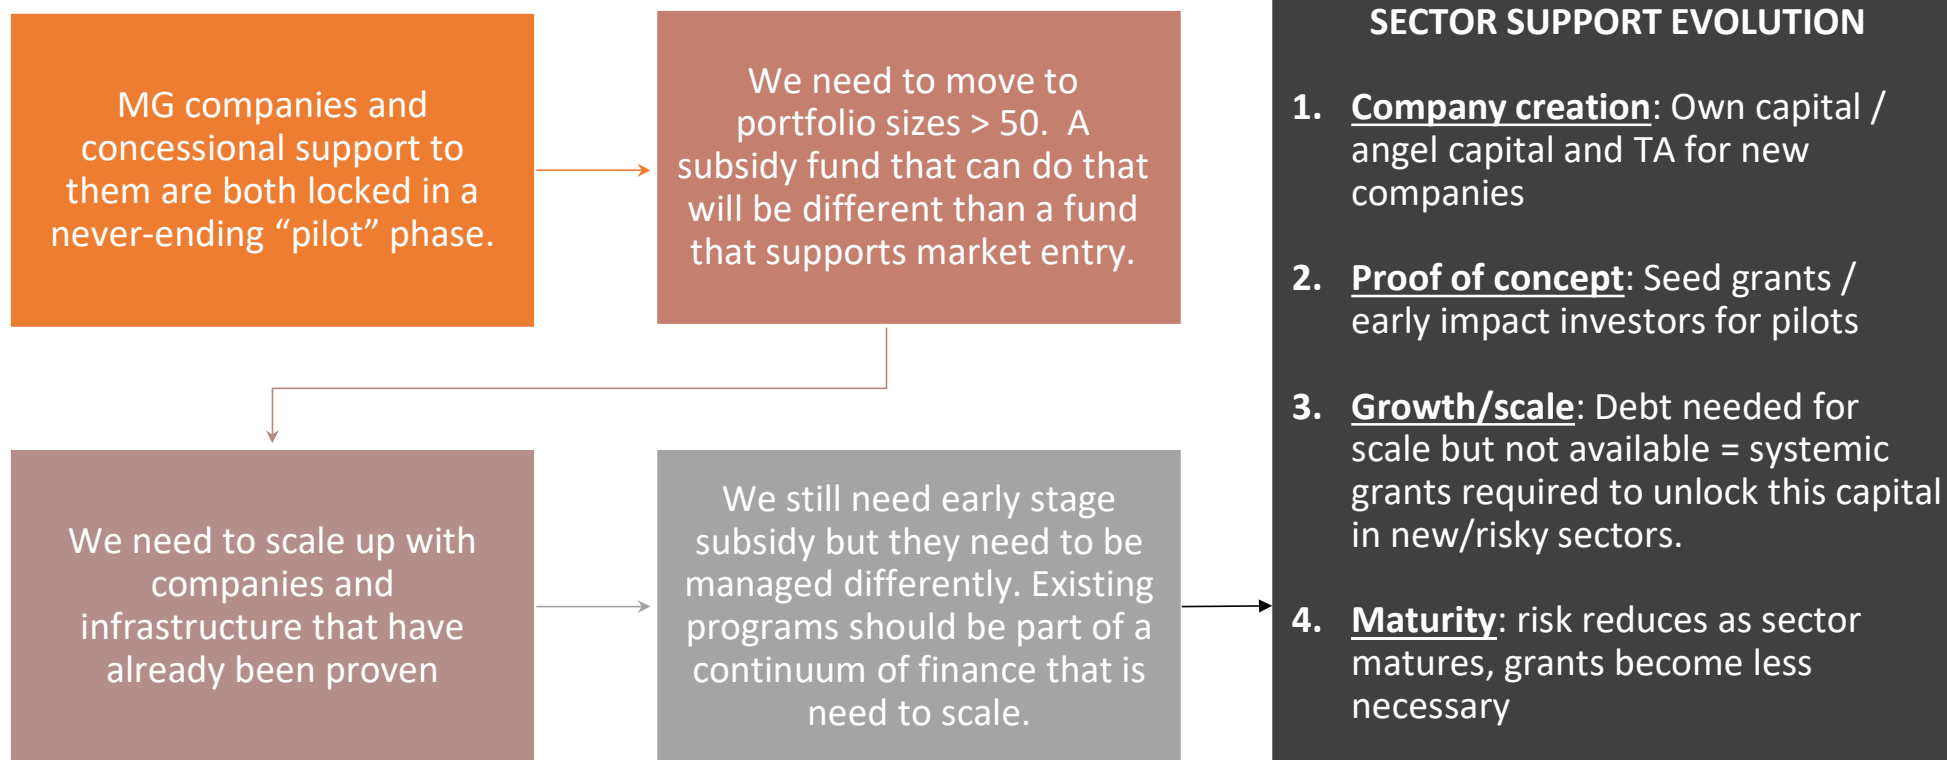 MG companies and
concessional support to
them are both locked in a
never-ending “pilot” phase.
We need to move to
portfolio sizes > 50.  A
subsidy fund that can do that
will be different than a fund
that supports market entry.
We need to scale up with
companies and
infrastructure that have
already been proven
We still need early stage
subsidy but they need to be
managed differently. Existing
programs should be part of a
continuum of finance that is
need to scale.
SECTOR SUPPORT EVOLUTION
1. Company creation: Own capital /
angel capital and TA for new
companies
2. Proof of concept: Seed grants /
early impact investors for pilots
3. Growth/scale: Debt needed for
scale but not available = systemic
grants required to unlock this capital
in new/risky sectors.
4. Maturity: risk reduces as sector
matures, grants become less
necessary